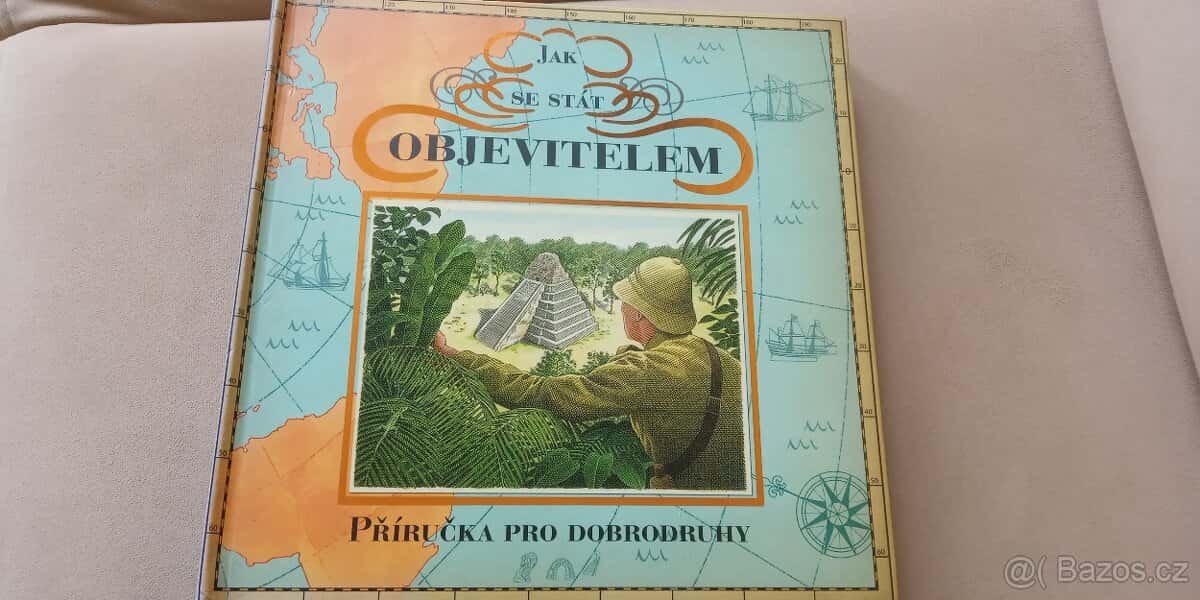 JAK
SE STÁT
OBJEVITELEM
PŘÍRUČKA PRO DOBRODRUHY
@( Bazos.cz